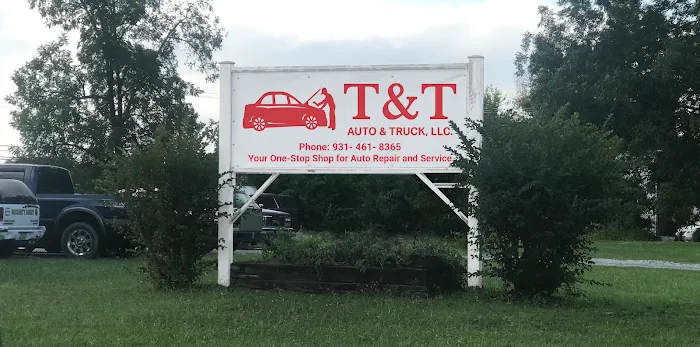 T&T
AUTO & TRUCK, LLC.
Phone: 931- 461- 8365
Your One-Stop Shop for Auto Repair and Service